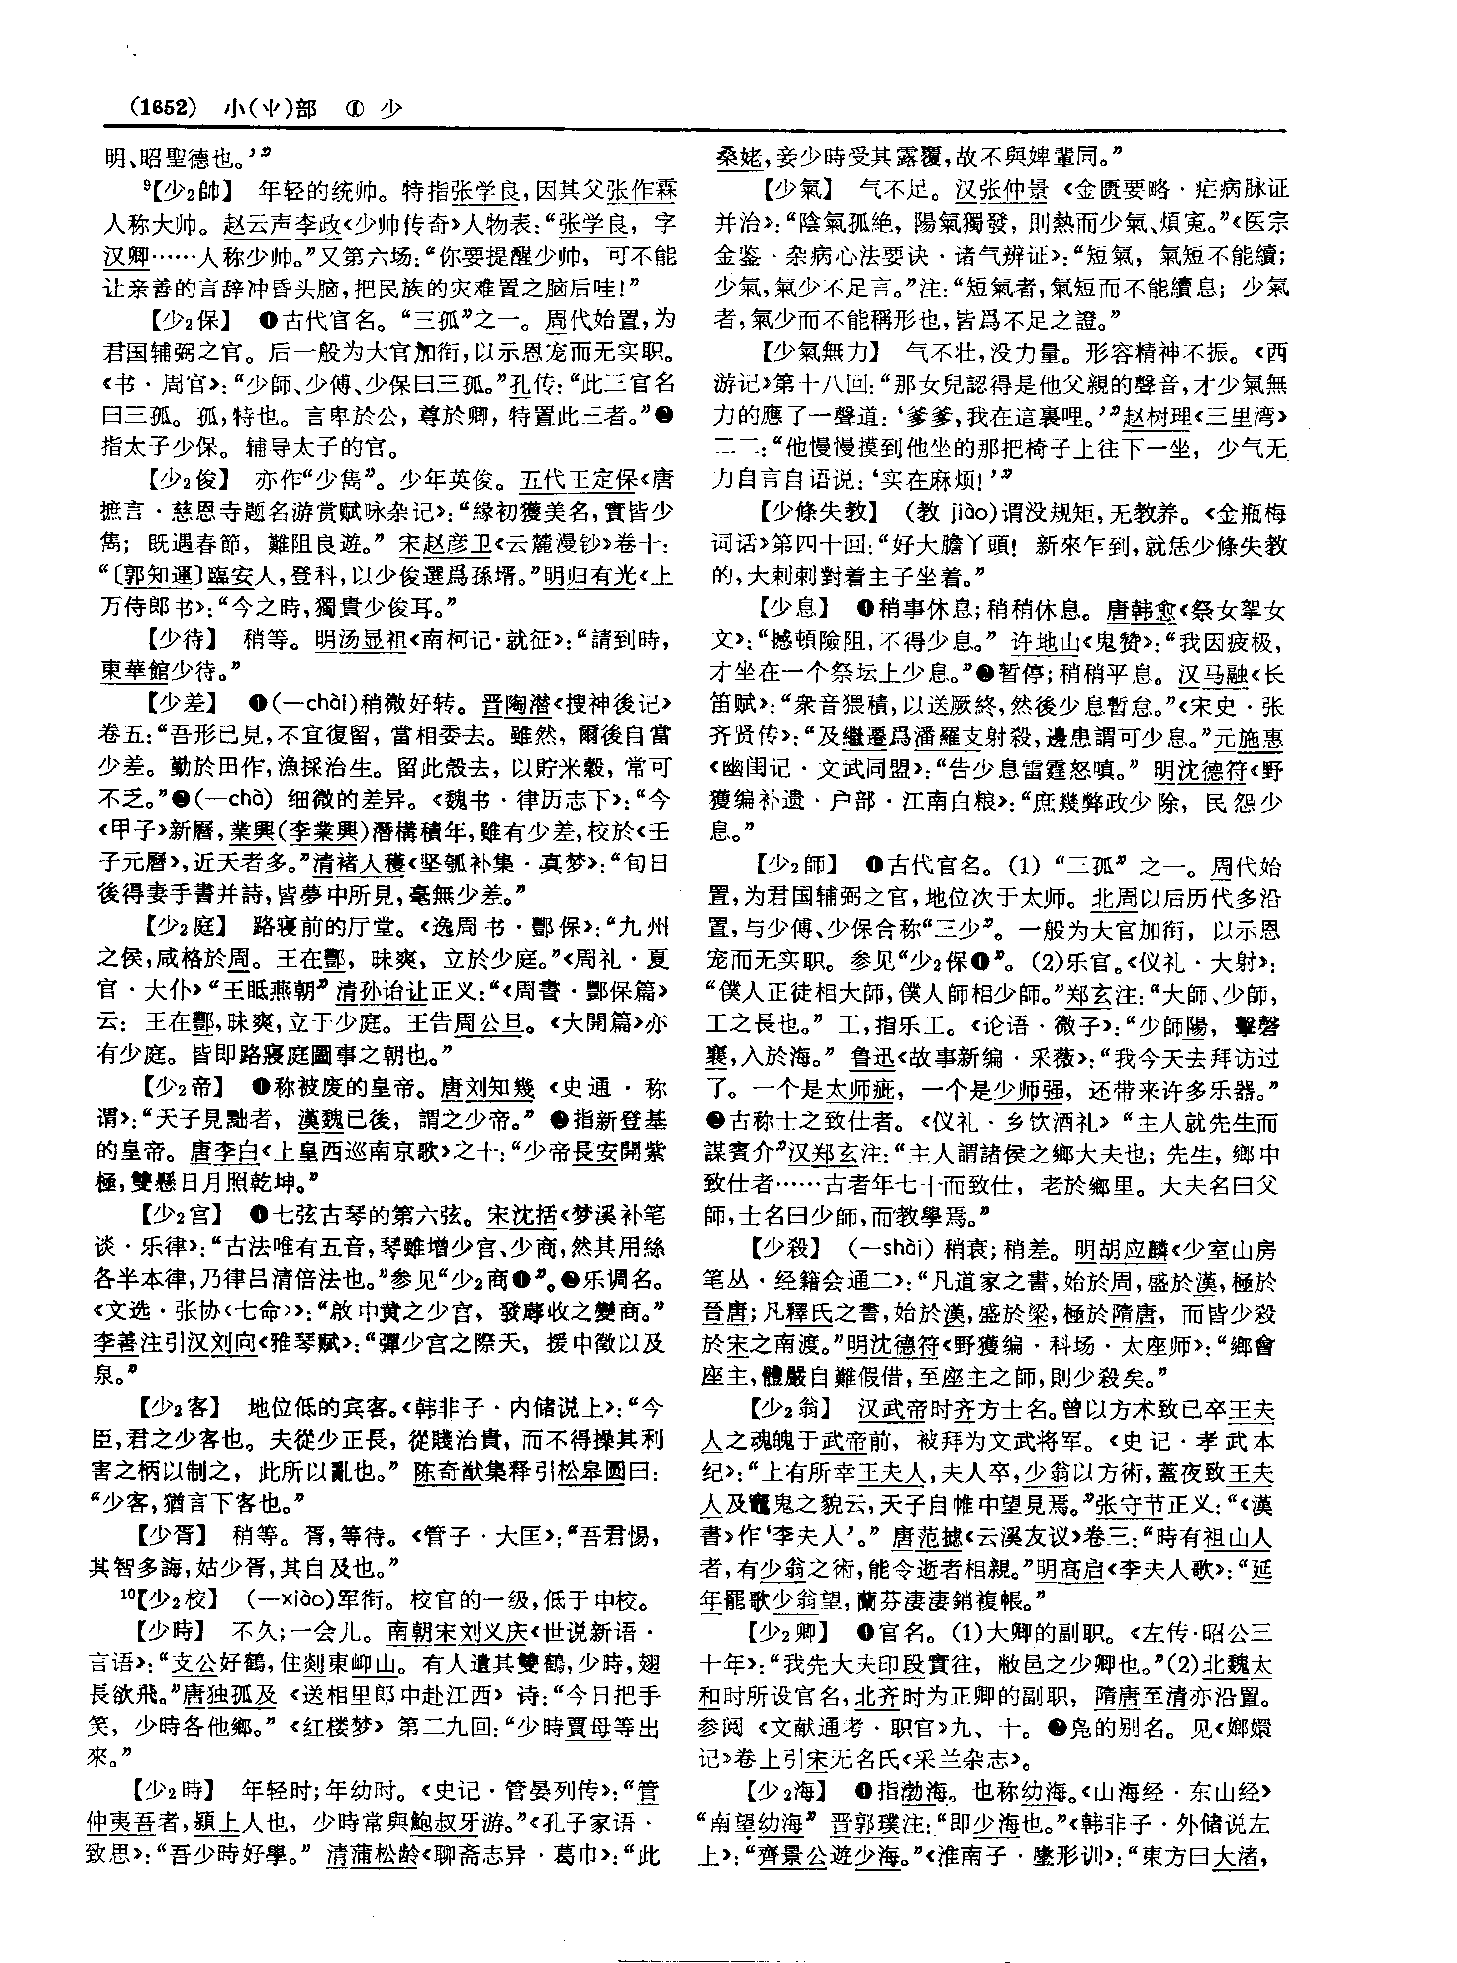 (1652) 小(⺌)部 ① 少
明、昭聖德也。’”
⁹【少₂帥】 年轻的统帅。特指张学良,因其父张作霖
人称大帅。赵云声李政《少帅传奇》人物表:“张学良,字
汉卿……人称少帅。”又第六场:“你要提醒少帅,可不能
让亲善的言辞冲昏头脑,把民族的灾难置之脑后哇!”
【少₂保】 ❶古代官名。“三孤”之一。周代始置,为
君国辅弼之官。后一般为大官加衔,以示恩宠而无实职。
《书·周官》:“少師、少傅、少保曰三孤。”孔传:“此三官名
曰三孤。孤,特也。言卑於公,尊於卿,特置此三者。”❷
指太子少保。辅导太子的官。
【少₂俊】 亦作“少雋”。少年英俊。五代王定保《唐
摭言·慈恩寺题名游赏赋咏杂记》:“緣初獲美名,實皆少
雋;既遇春節,難阻良遊。”宋赵彦卫《云麓漫钞》卷十:
“〔郭知運〕臨安人,登科,以少俊選爲孫壻。”明归有光《上
万侍郎书》:“今之時,獨貴少俊耳。”
【少待】 稍等。明汤显祖《南柯记·就征》:“請到時,
東華館少待。”
【少差】 ❶(—chài)稍微好转。晋陶潜《搜神後记》
卷五:“吾形已見,不宜復留,當相委去。雖然,爾後自當
少差。勤於田作,漁採治生。留此殼去,以貯米穀,常可
不乏。”❷(—chā) 细微的差异。《魏书·律历志下》:“今
《甲子》新曆,業興(李業興)潛構積年,雖有少差,校於《壬
子元曆》,近天者多。”清褚人穫《坚瓠补集·真梦》:“旬日
後得妻手書并詩,皆夢中所見,毫無少差。”
【少₂庭】 路寝前的厅堂。《逸周书·酆保》:“九州
之侯,咸格於周。王在酆,昧爽,立於少庭。”《周礼·夏
官·大仆》“王眡燕朝”清孙诒让正义:“《周書·酆保篇》
云:王在酆,昧爽,立于少庭。王告周公旦。《大開篇》亦
有少庭。皆即路寢庭圖事之朝也。”
【少₂帝】 ❶称被废的皇帝。唐刘知幾《史通·称
谓》:“天子見黜者,漢魏已後,謂之少帝。”❷指新登基
的皇帝。唐李白《上皇西巡南京歌》之十:“少帝長安開紫
極,雙懸日月照乾坤。”
【少₂宫】 ❶七弦古琴的第六弦。宋沈括《梦溪补笔
谈·乐律》:“古法唯有五音,琴雖增少宫、少商,然其用絲
各半本律,乃律吕清倍法也。”参见“少₂商❶”。❷乐调名。
《文选·张协〈七命〉》:“啟中黄之少宫,發蓐收之變商。”
李善注引汉刘向《雅琴赋》:“彈少宫之際天,援中徵以及
泉。”
【少₂客】 地位低的宾客。《韩非子·内储说上》:“今
臣,君之少客也。夫從少正長,從賤治貴,而不得操其利
害之柄以制之,此所以亂也。”陈奇猷集释引松皋圆曰:
“少客,猶言下客也。”
【少胥】 稍等。胥,等待。《管子·大匡》:“吾君惕,
其智多誨,姑少胥,其自及也。”
¹⁰【少₂校】 (—xiào)军衔。校官的一级,低于中校。
【少時】 不久;一会儿。南朝宋刘义庆《世说新语·
言语》:“支公好鶴,住剡東岬山。有人遺其雙鶴,少時,翅
長欲飛。”唐独孤及《送相里郎中赴江西》诗:“今日把手
笑,少時各他鄉。”《红楼梦》第二九回:“少時賈母等出
來。”
【少₂時】 年轻时;年幼时。《史记·管晏列传》:“管
仲夷吾者,潁上人也,少時常與鮑叔牙游。”《孔子家语·
致思》:“吾少時好學。”清蒲松龄《聊斋志异·葛巾》:“此
桑姥,妾少時受其露覆,故不與婢輩同。”
【少氣】 气不足。汉张仲景《金匮要略·疟病脉证
并治》:“陰氣孤絶,陽氣獨發,則熱而少氣、煩寃。”《医宗
金鉴·杂病心法要诀·诸气辨证》:“短氣,氣短不能續;
少氣,氣少不足言。”注:“短氣者,氣短而不能續息;少氣
者,氣少而不能稱形也,皆爲不足之證。”
【少氣無力】 气不壮,没力量。形容精神不振。《西
游记》第十八回:“那女兒認得是他父親的聲音,才少氣無
力的應了一聲道:‘爹爹,我在這裏哩。’”赵树理《三里湾》
二二:“他慢慢摸到他坐的那把椅子上往下一坐,少气无
力自言自语说:‘实在麻烦!’”
【少條失教】 (教 jiào)谓没规矩,无教养。《金瓶梅
词话》第四十回:“好大膽丫頭!新來乍到,就恁少條失教
的,大剌剌對着主子坐着。”
【少息】 ❶稍事休息;稍稍休息。唐韩愈《祭女挐女
文》:“撼頓險阻,不得少息。”许地山《鬼赞》:“我因疲极,
才坐在一个祭坛上少息。”❷暂停;稍稍平息。汉马融《长
笛赋》:“衆音猥積,以送厥終,然後少息暫怠。”《宋史·张
齐贤传》:“及繼遷爲潘羅支射殺,邊患謂可少息。”元施惠
《幽闺记·文武同盟》:“告少息雷霆怒嗔。”明沈德符《野
獲编补遗·户部·江南白粮》:“庶幾弊政少除,民怨少
息。”
【少₂師】 ❶古代官名。(1)“三孤”之一。周代始
置,为君国辅弼之官,地位次于太师。北周以后历代多沿
置,与少傅、少保合称“三少”。一般为大官加衔,以示恩
宠而无实职。参见“少₂保❶”。(2)乐官。《仪礼·大射》:
“僕人正徒相大師,僕人師相少師。”郑玄注:“大師、少師,
工之長也。”工,指乐工。《论语·微子》:“少師陽,擊磬
襄,入於海。”鲁迅《故事新编·采薇》:“我今天去拜访过
了。一个是太师疵,一个是少师强,还带来许多乐器。”
❷古称士之致仕者。《仪礼·乡饮酒礼》“主人就先生而
謀賓介”汉郑玄注:“主人謂諸侯之鄉大夫也;先生,鄉中
致仕者……古者年七十而致仕,老於鄉里。大夫名曰父
師,士名曰少師,而教學焉。”
【少殺】 (—shài)稍衰;稍差。明胡应麟《少室山房
笔丛·经籍会通二》:“凡道家之書,始於周,盛於漢,極於
晉唐;凡釋氏之書,始於漢,盛於梁,極於隋唐,而皆少殺
於宋之南渡。”明沈德符《野獲编·科场·太座师》:“鄉會
座主,體嚴自難假借,至座主之師,則少殺矣。”
【少₂翁】 汉武帝时齐方士名。曾以方术致已卒王夫
人之魂魄于武帝前,被拜为文武将军。《史记·孝武本
纪》:“上有所幸王夫人,夫人卒,少翁以方術,蓋夜致王夫
人及竈鬼之貌云,天子自帷中望見焉。”张守节正义:“《漢
書》作‘李夫人’。”唐范摅《云溪友议》卷三:“時有祖山人
者,有少翁之術,能令逝者相親。”明高启《李夫人歌》:“延
年罷歌少翁望,蘭芬淒淒銷複帳。”
【少₂卿】 ❶官名。(1)大卿的副职。《左传·昭公三
十年》:“我先大夫印段實往,敝邑之少卿也。”(2)北魏太
和时所设官名,北齐时为正卿的副职,隋唐至清亦沿置。
参阅《文献通考·职官》九、十。❷凫的别名。见《嫏嬛
记》卷上引宋无名氏《采兰杂志》。
【少₂海】 ❶指渤海。也称幼海。《山海经·东山经》
“南望幼海”晋郭璞注:“即少海也。”《韩非子·外储说左
上》:“齊景公遊少海。”《淮南子·墬形训》:“東方曰大渚,